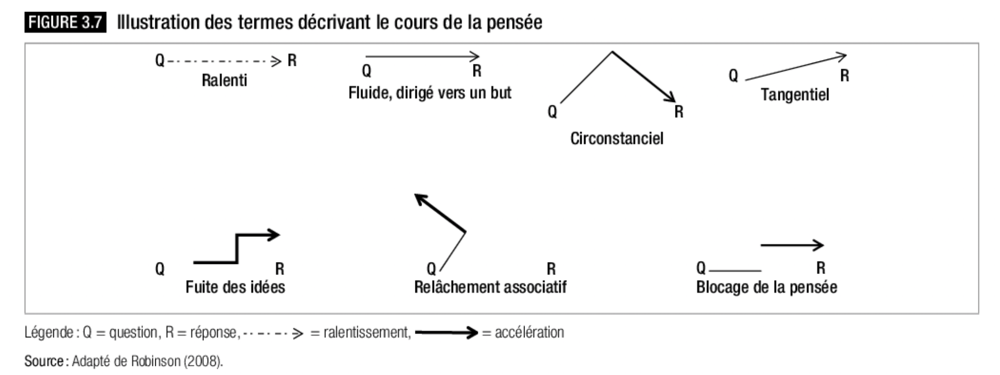 FIGURE 3.7 Illustration des termes décrivant le cours de la pensée
Q R
Ralenti
Q R
Fluide, dirigé vers un but
Q R
Circonstanciel
Q R
Tangentiel
Q R
Fuite des idées
Q R
Relâchement associatif
Q R
Blocage de la pensée
Légende : Q = question, R = réponse, = ralentissement, = accélération
Source : Adapté de Robinson (2008).